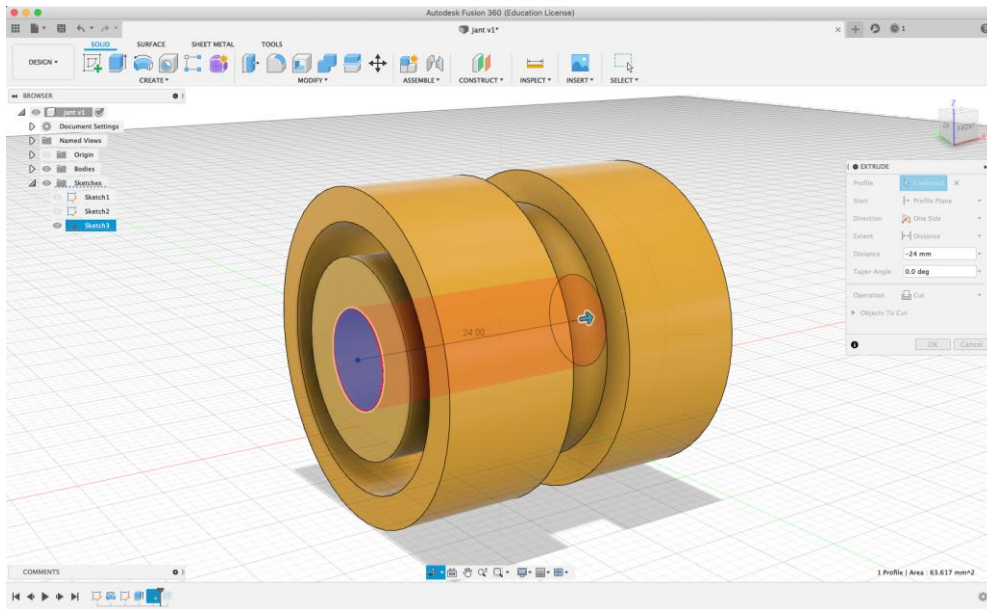 Autodesk Fusion 360 (Education License)
Jant v1*
1
DESIGN
SOLID SURFACE SHEET METAL TOOLS
CREATE MODIFY ASSEMBLE CONSTRUCT INSPECT INSERT SELECT
BROWSER
Jant v1
Document Settings
Named Views
Origin
Bodies
Sketches
Sketch1
Sketch2
Sketch3
Z
24.00
EXTRUDE
Profile 1 selected
Start Profile Plane
Direction One Side
Extent Distance
Distance -24 mm
Taper Angle 0.0 deg
Operation Cut
Objects To Cut
OK Cancel
COMMENTS
1 Profile | Area : 63.617 mm^2